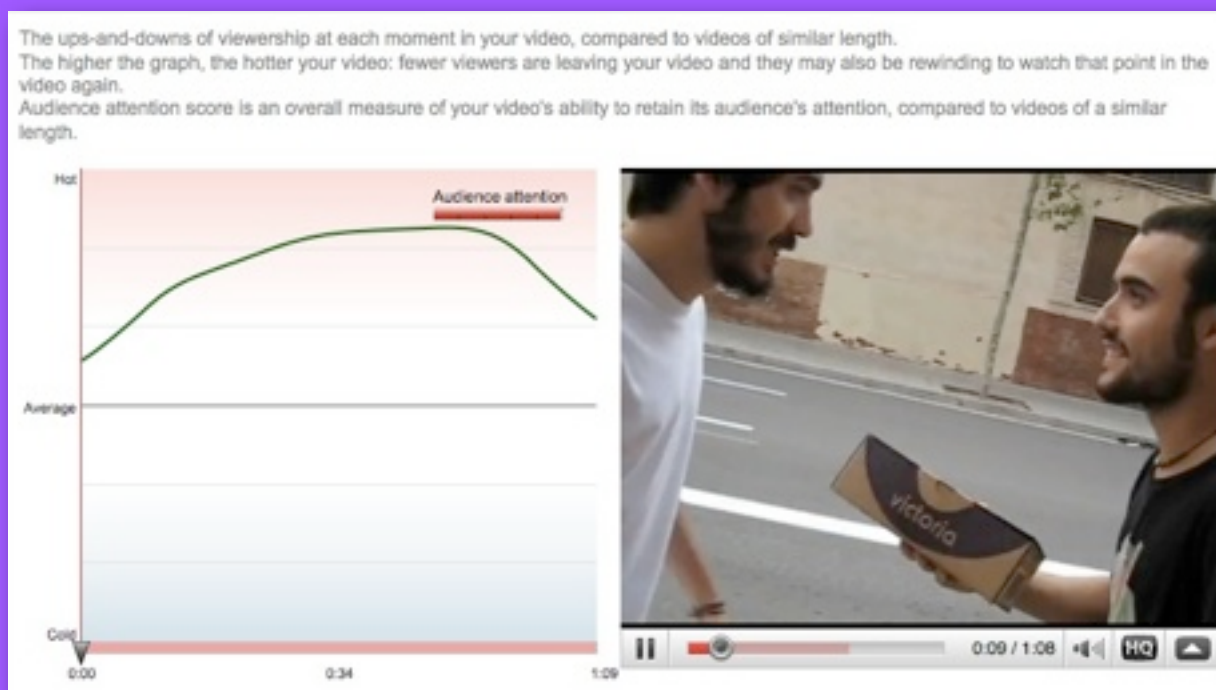 The ups-and-downs of viewership at each moment in your video, compared to videos of similar length.
The higher the graph, the hotter your video: fewer viewers are leaving your video and they may also be rewinding to watch that point in the
video again.
Audience attention score is an overall measure of your video's ability to retain its audience's attention, compared to videos of a similar
length.
Hot
Audience attention
Average
Cold
0:00
0:34
1:09
victoria
0:09 / 1:08
HQ